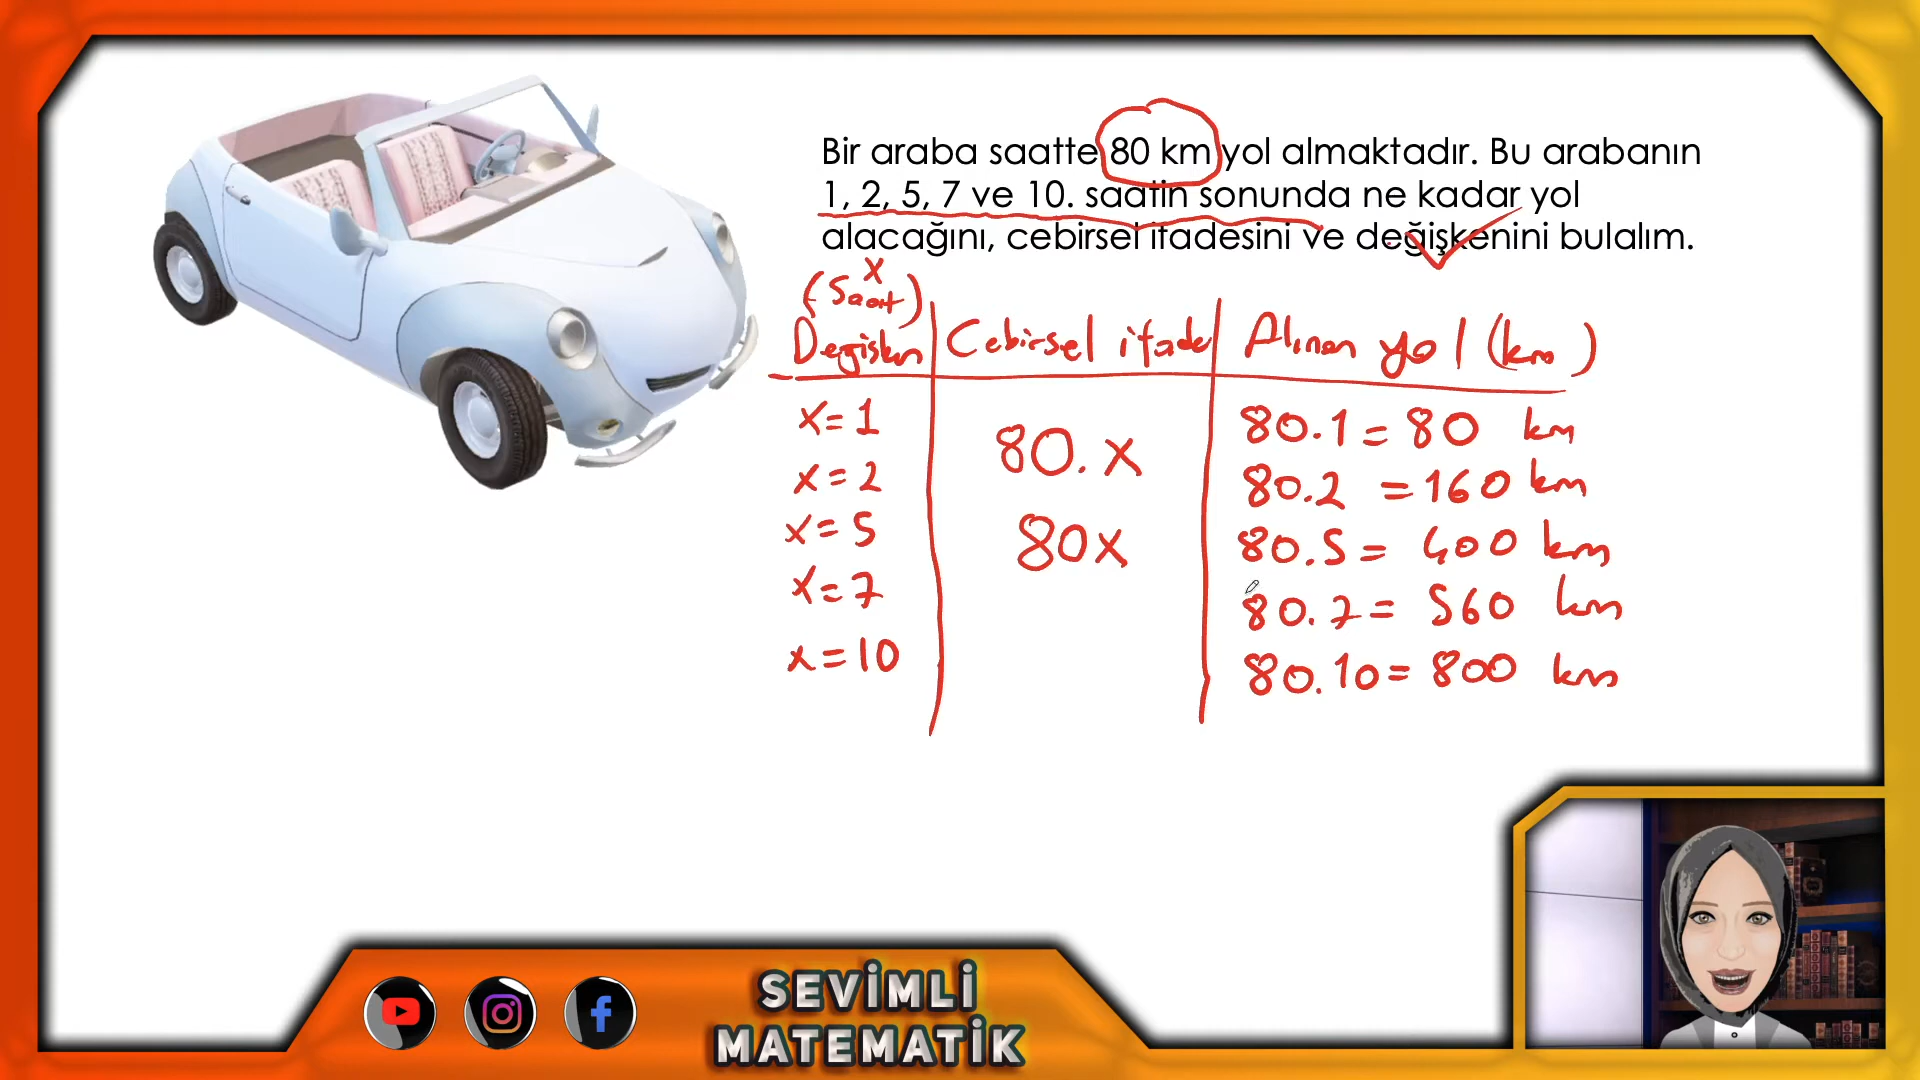 Bir araba saatte 80 km yol almaktadır. Bu arabanın
1, 2, 5, 7 ve 10. saatin sonunda ne kadar yol
alacağını, cebirsel ifadesini ve değişkenini bulalım.
x
(Saat)
Değişken Cebirsel ifade Alınan yol (km)
x=1 80.x 80.1=80 km
x=2 80x 80.2=160 km
x=5 80.5=400 km
x=7 80.7=560 km
x=10 80.10=800 km
SEVİMLİ
MATEMATİK